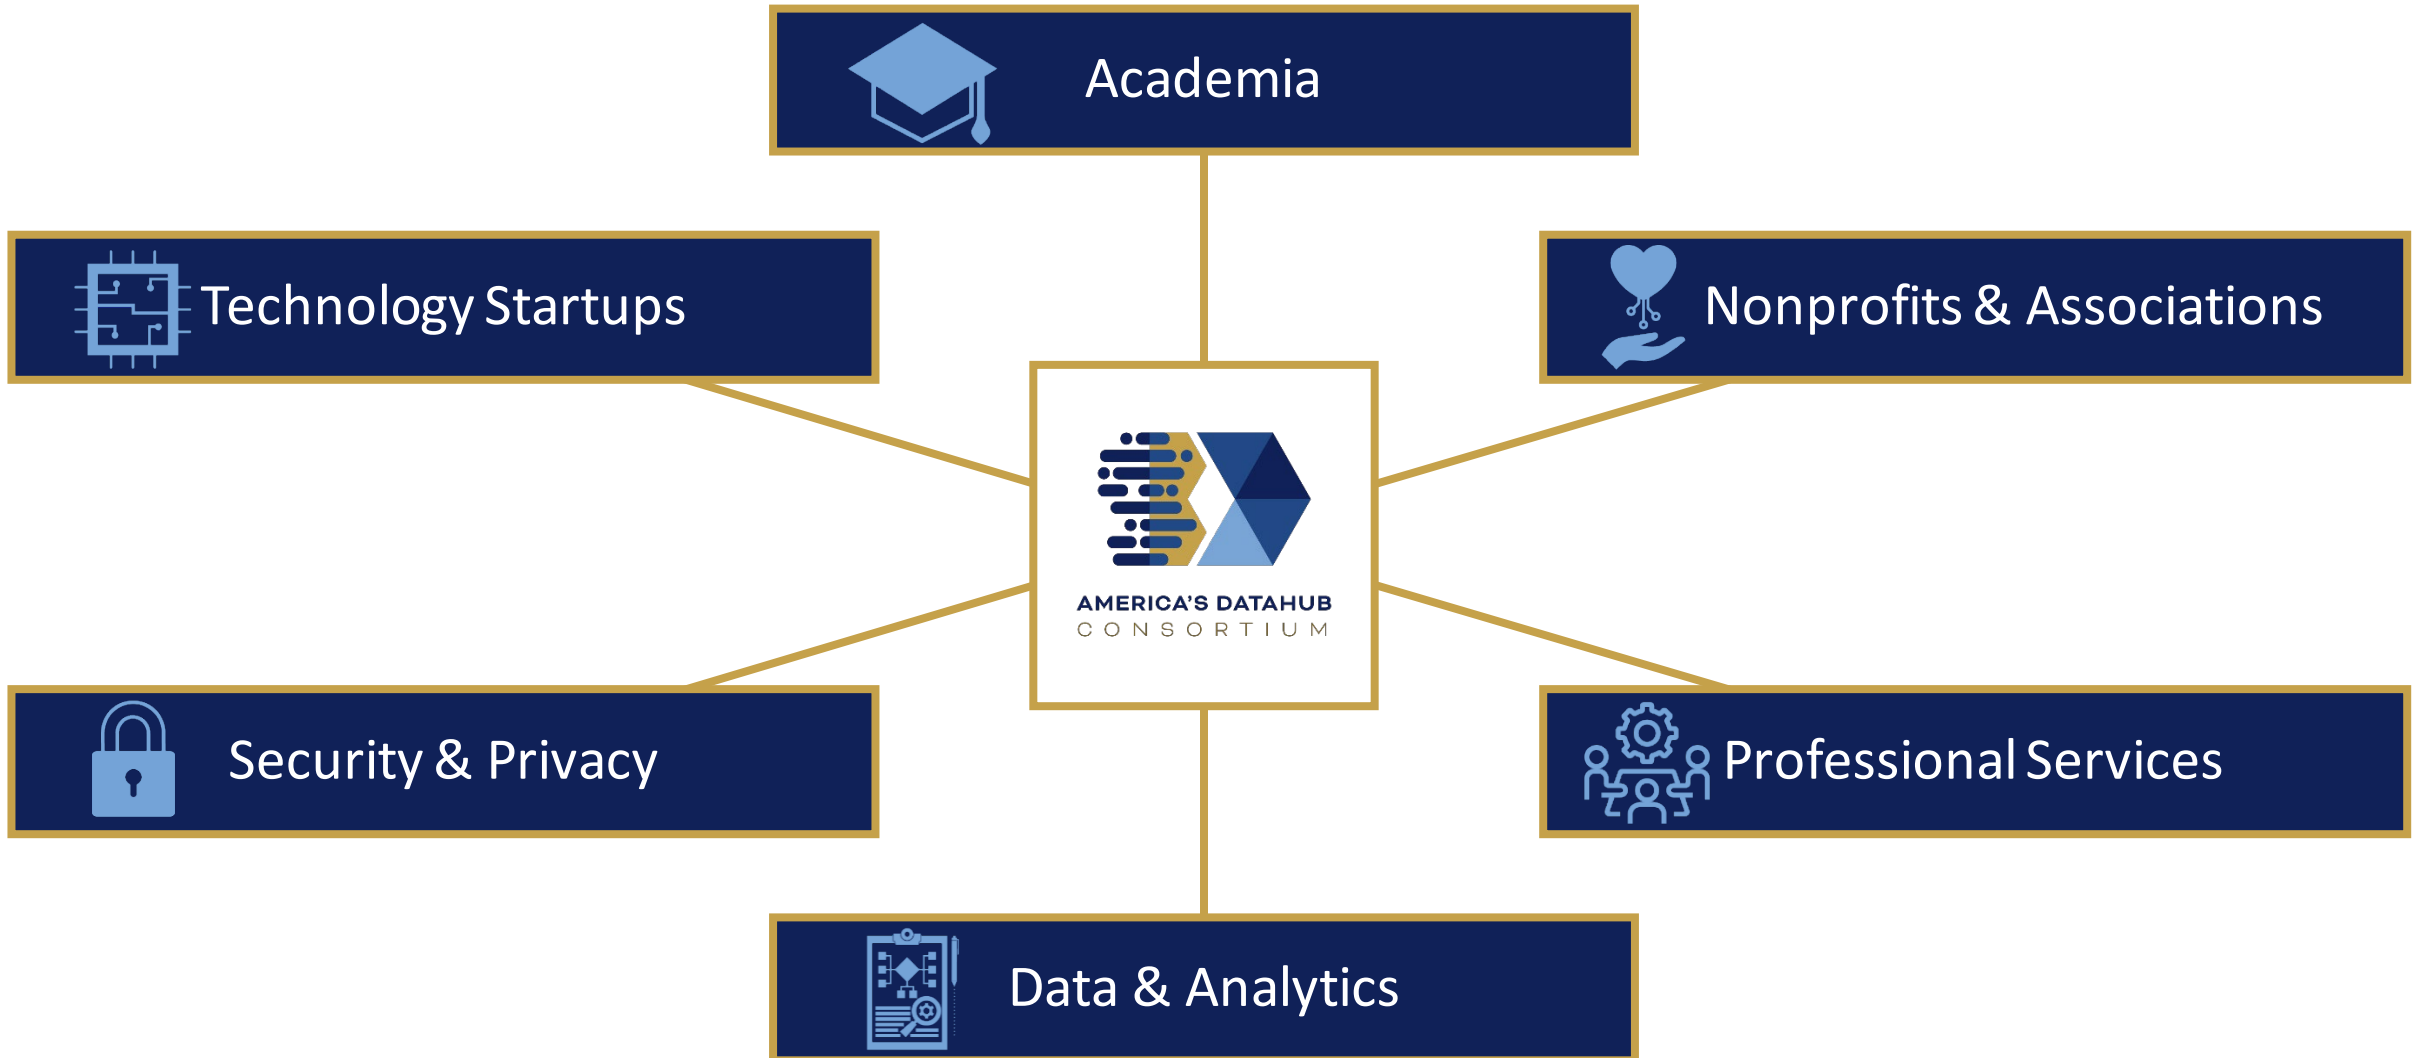 Academia
Technology Startups
Nonprofits & Associations
AMERICA'S DATAHUB
CONSORTIUM
Security & Privacy
Professional Services
Data & Analytics